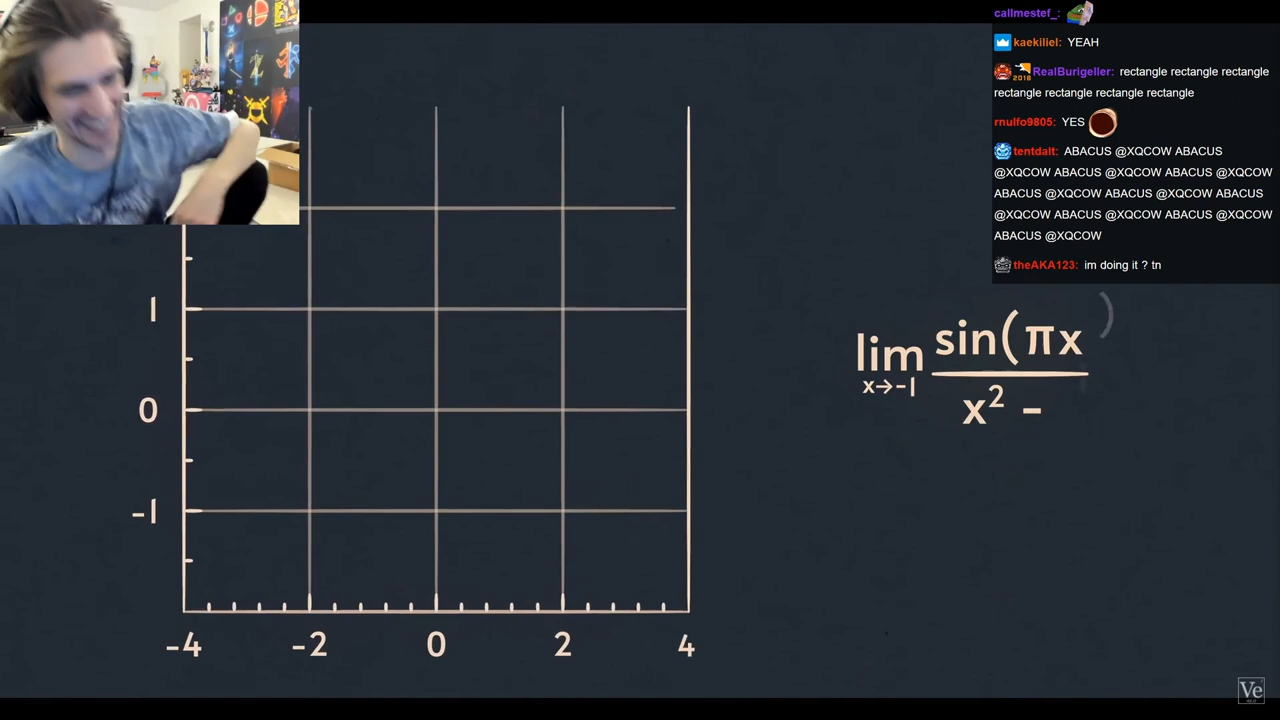 callmestef_:
kaekiliel: YEAH
2018 RealBurigeller: rectangle rectangle rectangle
rectangle rectangle rectangle rectangle
rnulfo9805: YES
tentdalt: ABACUS @XQCOW ABACUS
@XQCOW ABACUS @XQCOW ABACUS @XQCOW
ABACUS @XQCOW ABACUS @XQCOW ABACUS
@XQCOW ABACUS @XQCOW ABACUS @XQCOW
ABACUS @XQCOW
theAKA123: im doing it ? tn
1
0
-1
-4 -2 0 2 4
lim sin(πx)
x→-1 x² -
Ve